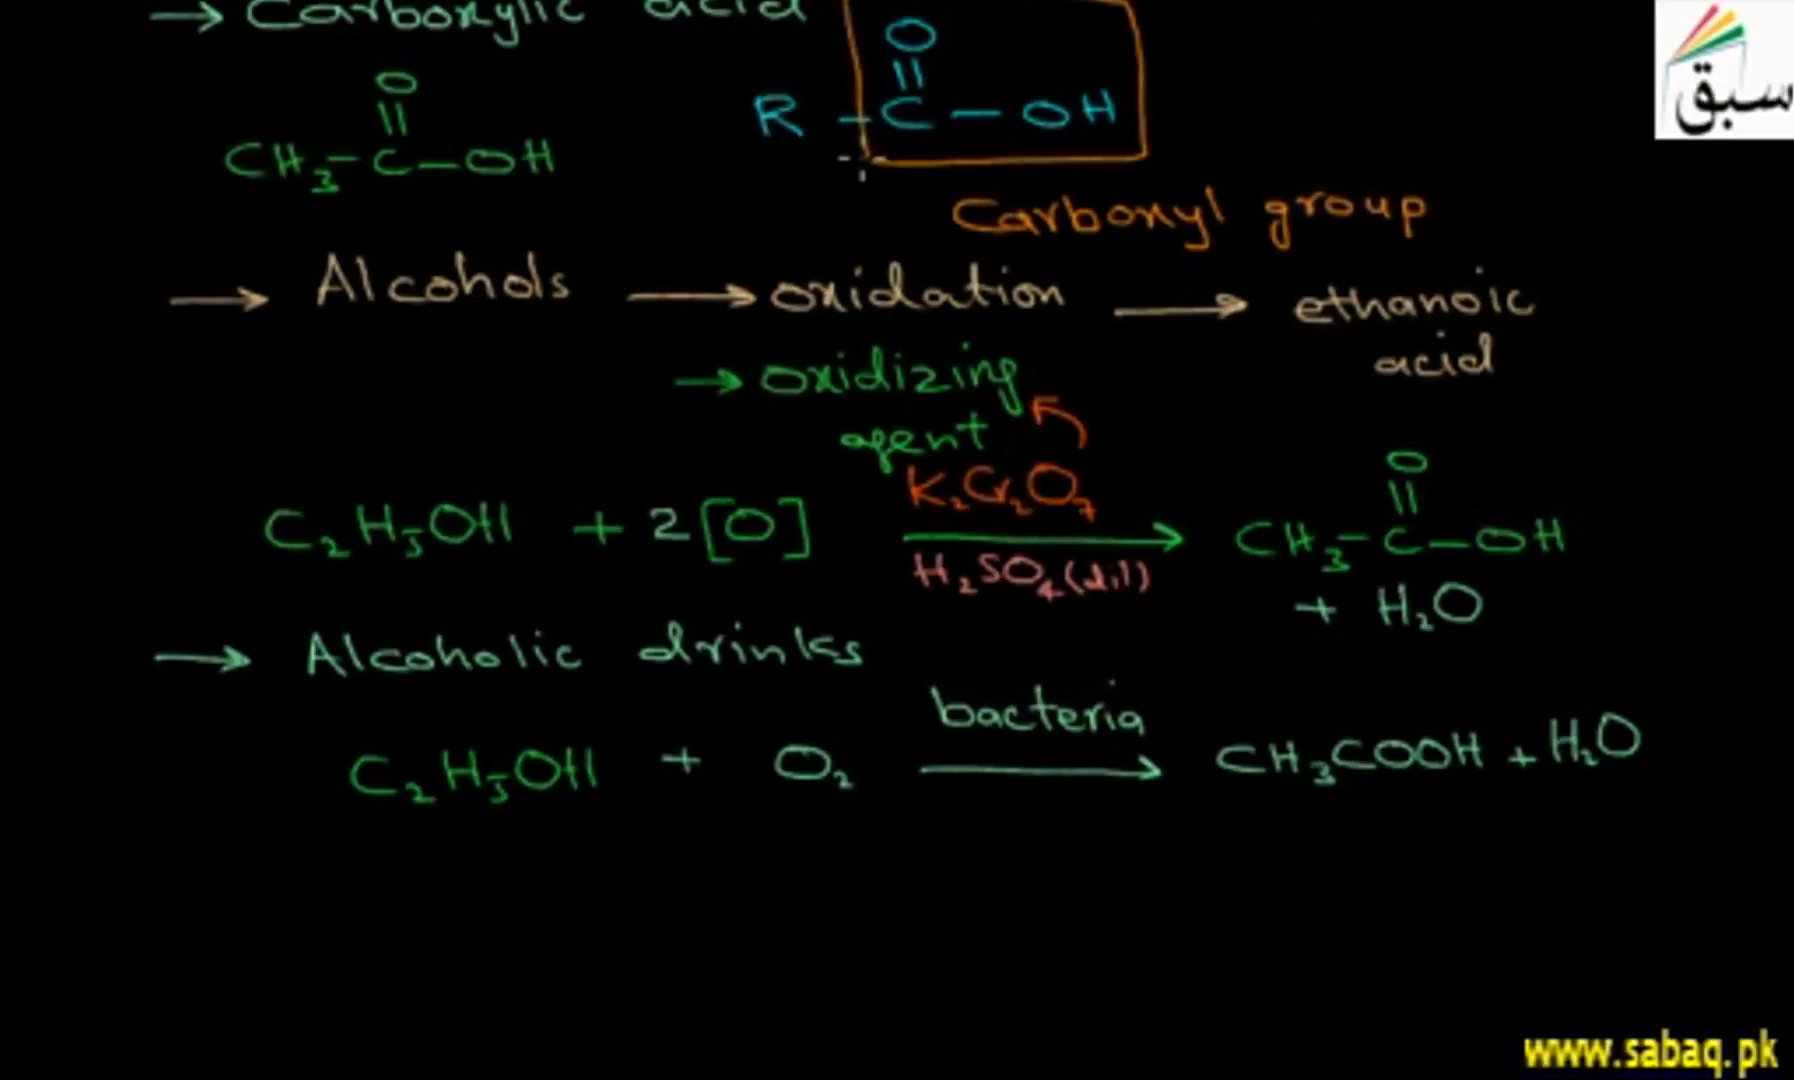 → Carboxylic acid
O
||
R - C - OH
O
||
CH₃ - C - OH
Carboxyl group
→ Alcohols → oxidation → ethanoic acid
→ oxidizing agent
K₂Cr₂O₇
C₂H₅OH + 2[O] → CH₃ - C - OH
O
||
H₂SO₄(dil)
+ H₂O
→ Alcoholic drinks
bacteria
C₂H₅OH + O₂ → CH₃COOH + H₂O
سبق
www.sabaq.pk